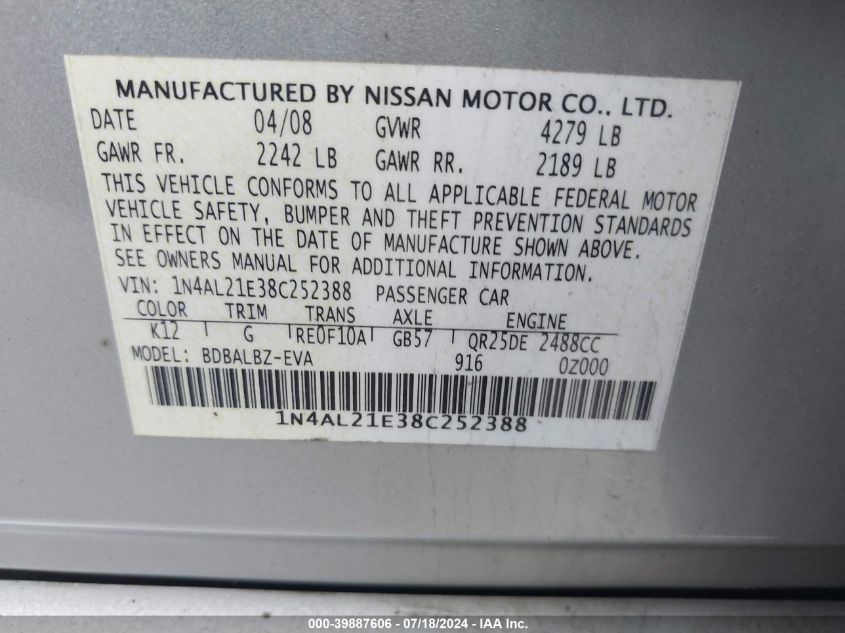 MANUFACTURED BY NISSAN MOTOR CO., LTD.
DATE 04/08 GVWR 4279 LB
GAWR FR. 2242 LB GAWR RR. 2189 LB
THIS VEHICLE CONFORMS TO ALL APPLICABLE FEDERAL MOTOR
VEHICLE SAFETY, BUMPER AND THEFT PREVENTION STANDARDS
IN EFFECT ON THE DATE OF MANUFACTURE SHOWN ABOVE.
SEE OWNERS MANUAL FOR ADDITIONAL INFORMATION.
VIN: 1N4AL21E38C252388 PASSENGER CAR
COLOR TRIM TRANS AXLE ENGINE
K12 G RE0F10A GB57 QR25DE 2488CC
MODEL: BDBALBZ-EVA 916 0Z000
1N4AL21E38C252388
000-39887606 - 07/18/2024 - IAA Inc.